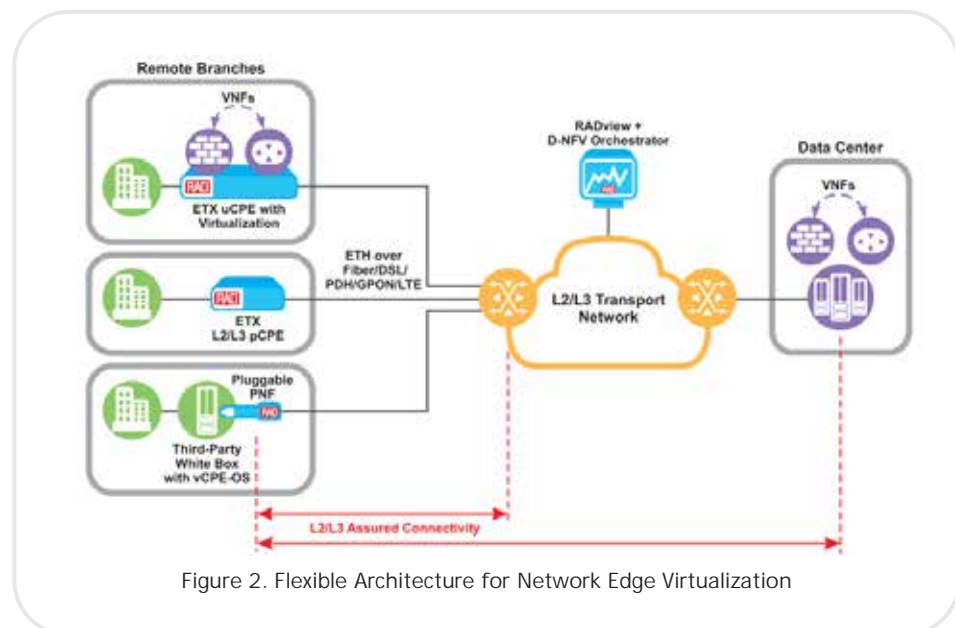 Remote Branches
VNFs
RAD
ETX uCPE with
Virtualization
ETH over
Fiber/DSL/
PDH/GPON/LTE
RAD
ETX
L2/L3 pCPE
Pluggable
PNF
RAD
Third-Party
White Box
with vCPE-OS
RADview +
D-NFV Orchestrator
RAD
L2/L3 Transport
Network
Data Center
VNFs
L2/L3 Assured Connectivity
Figure 2. Flexible Architecture for Network Edge Virtualization